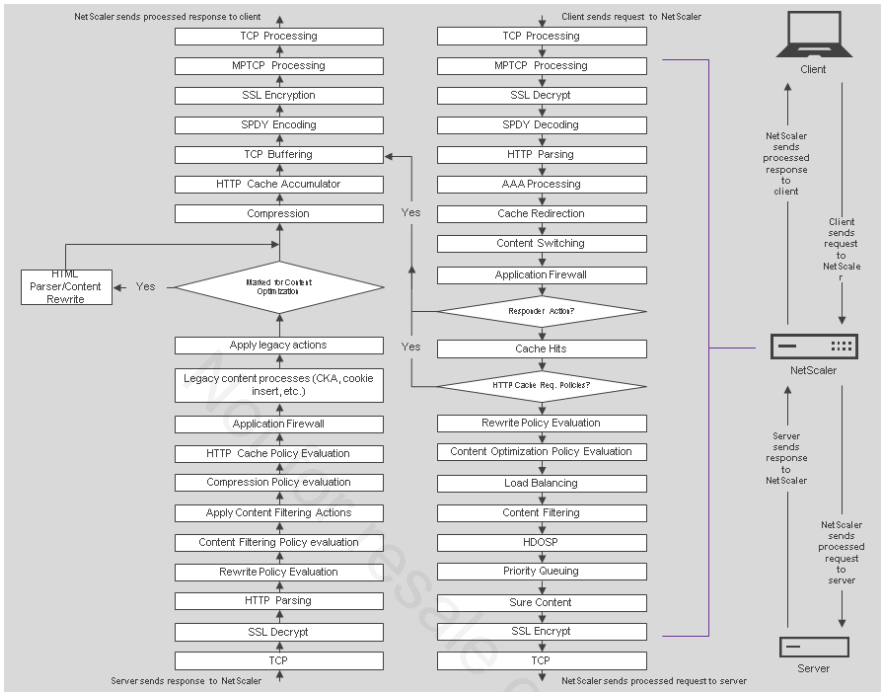 NetScaler sends processed response to client
TCP Processing
MPTCP Processing
SSL Encryption
SPDY Encoding
TCP Buffering
HTTP Cache Accumulator
Compression
Marked for Content
Optimization
Yes
HTML
Parser/Content
Rewrite
Apply legacy actions
Legacy content processes (CKA, cookie
insert, etc.)
Application Firewall
HTTP Cache Policy Evaluation
Compression Policy evaluation
Apply Content Filtering Actions
Content Filtering Policy evaluation
Rewrite Policy Evaluation
HTTP Parsing
SSL Decrypt
TCP
Server sends response to NetScaler
Client sends request to NetScaler
TCP Processing
MPTCP Processing
SSL Decrypt
SPDY Decoding
HTTP Parsing
AAA Processing
Cache Redirection
Content Switching
Application Firewall
Responder Action?
Yes
Cache Hits
HTTP Cache Req. Policies?
Yes
Rewrite Policy Evaluation
Content Optimization Policy Evaluation
Load Balancing
Content Filtering
HDOSP
Priority Queuing
Sure Content
SSL Encrypt
TCP
NetScaler sends processed request to server
Client
NetScaler
sends
processed
response
to
client
Client
sends
request
to
NetScale
r
NetScaler
Server
sends
response
to
NetScaler
NetScaler
sends
processed
request
to
server
Server
Not for resale o